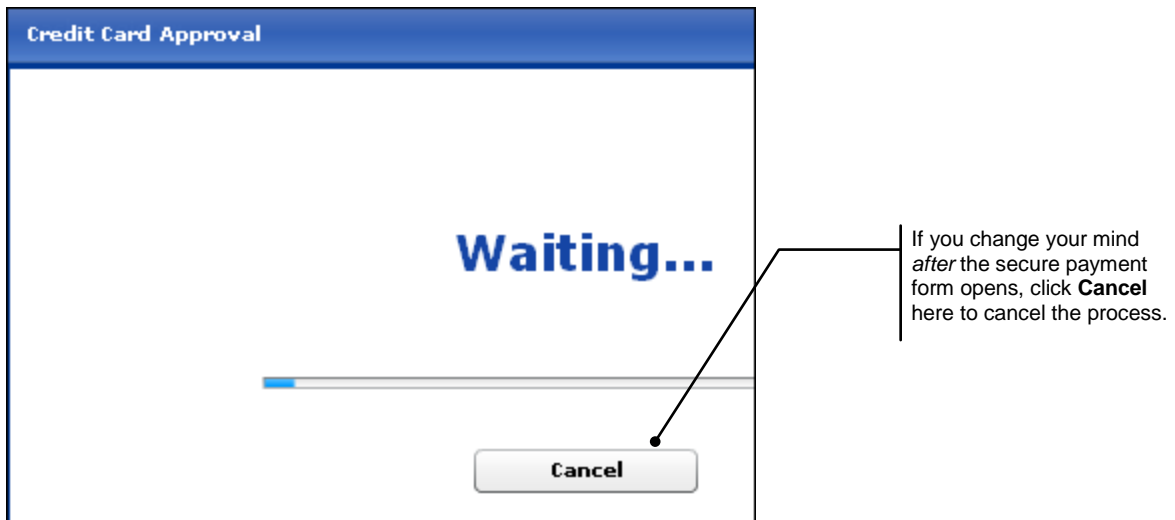 Credit Card Approval
Waiting...
If you change your mind
after the secure payment
form opens, click Cancel
here to cancel the process.
Cancel